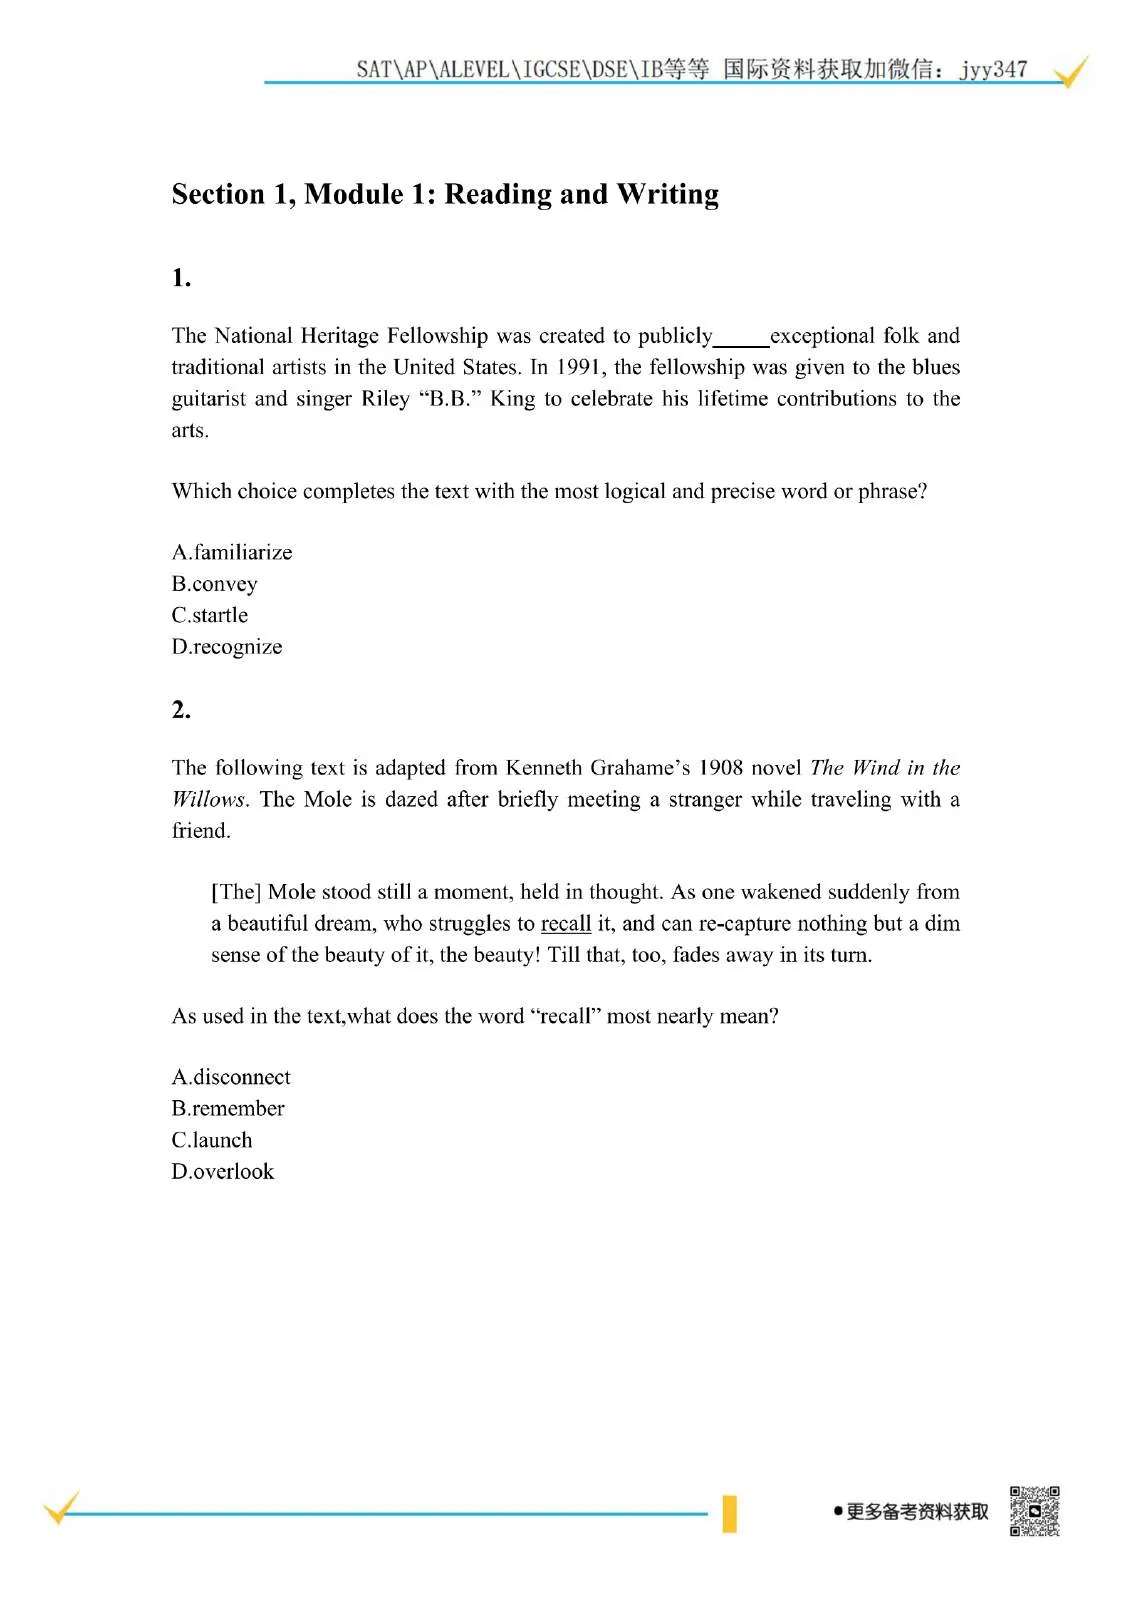 SAT\AP\ALEVEL\IGCSE\DSE\IB等等 国际资料获取加微信：jyy347
Section 1, Module 1: Reading and Writing
1.
The National Heritage Fellowship was created to publicly_____exceptional folk and
traditional artists in the United States. In 1991, the fellowship was given to the blues
guitarist and singer Riley “B.B.” King to celebrate his lifetime contributions to the
arts.
Which choice completes the text with the most logical and precise word or phrase?
A.familiarize
B.convey
C.startle
D.recognize
2.
The following text is adapted from Kenneth Grahame’s 1908 novel The Wind in the
Willows. The Mole is dazed after briefly meeting a stranger while traveling with a
friend.
[The] Mole stood still a moment, held in thought. As one wakened suddenly from
a beautiful dream, who struggles to recall it, and can re-capture nothing but a dim
sense of the beauty of it, the beauty! Till that, too, fades away in its turn.
As used in the text,what does the word “recall” most nearly mean?
A.disconnect
B.remember
C.launch
D.overlook
•更多备考资料获取